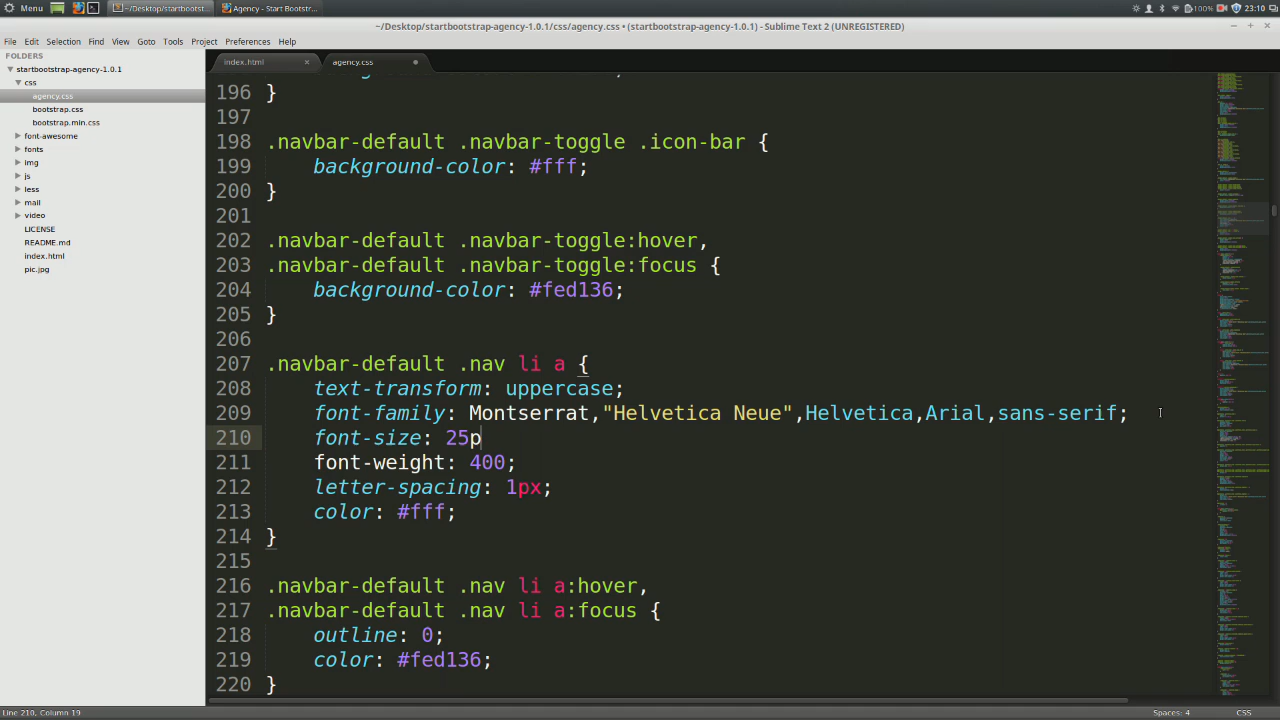 Menu
~/Desktop/startbootst...
Agency - Start Bootstr...
100%
23:10
~/Desktop/startbootstrap-agency-1.0.1/css/agency.css • (startbootstrap-agency-1.0.1) - Sublime Text 2 (UNREGISTERED)
File Edit Selection Find View Goto Tools Project Preferences Help
FOLDERS
startbootstrap-agency-1.0.1
css
agency.css
bootstrap.css
bootstrap.min.css
font-awesome
fonts
img
js
less
mail
video
LICENSE
README.md
index.html
pic.jpg
index.html × agency.css
196 }
197
198 .navbar-default .navbar-toggle .icon-bar {
199 background-color: #fff;
200 }
201
202 .navbar-default .navbar-toggle:hover,
203 .navbar-default .navbar-toggle:focus {
204 background-color: #fed136;
205 }
206
207 .navbar-default .nav li a {
208 text-transform: uppercase;
209 font-family: Montserrat,"Helvetica Neue",Helvetica,Arial,sans-serif;
210 font-size: 25p
211 font-weight: 400;
212 letter-spacing: 1px;
213 color: #fff;
214 }
215
216 .navbar-default .nav li a:hover,
217 .navbar-default .nav li a:focus {
218 outline: 0;
219 color: #fed136;
220 }
Line 210, Column 19
Spaces: 4
CSS